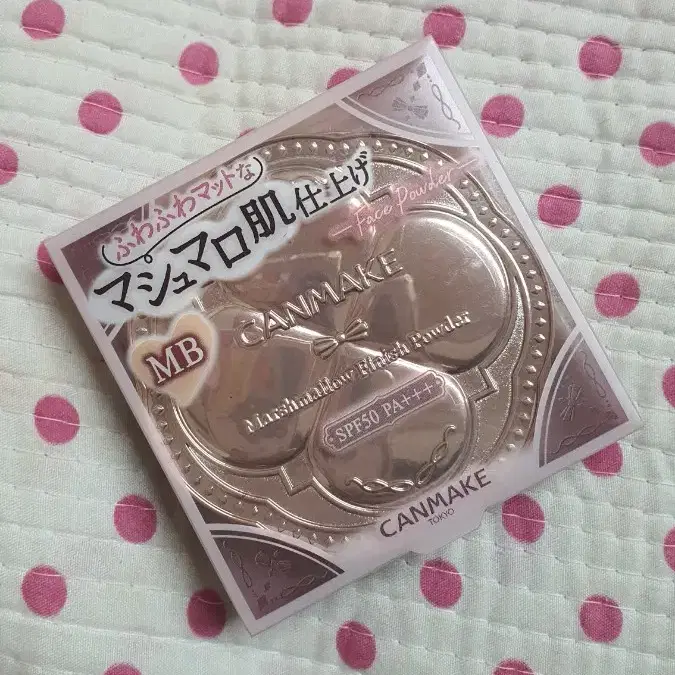 ふわふわマットな
マシュマロ肌仕上げ
Face Powder
MB
CANMAKE
Marshmallow Finish Powder
SPF50 PA+++
CANMAKE
TOKYO